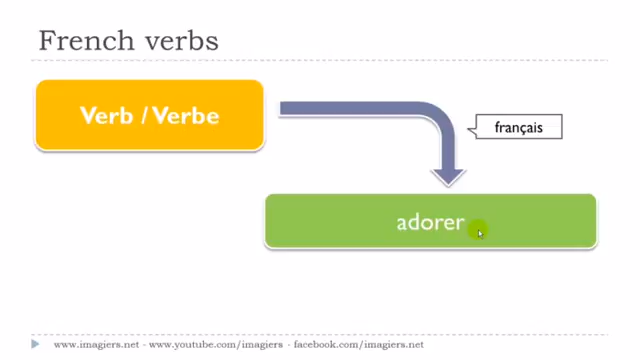 French verbs
Verb / Verbe
français
adorer
www.imagiers.net - www.youtube.com/imagiers - facebook.com/imagiers.net